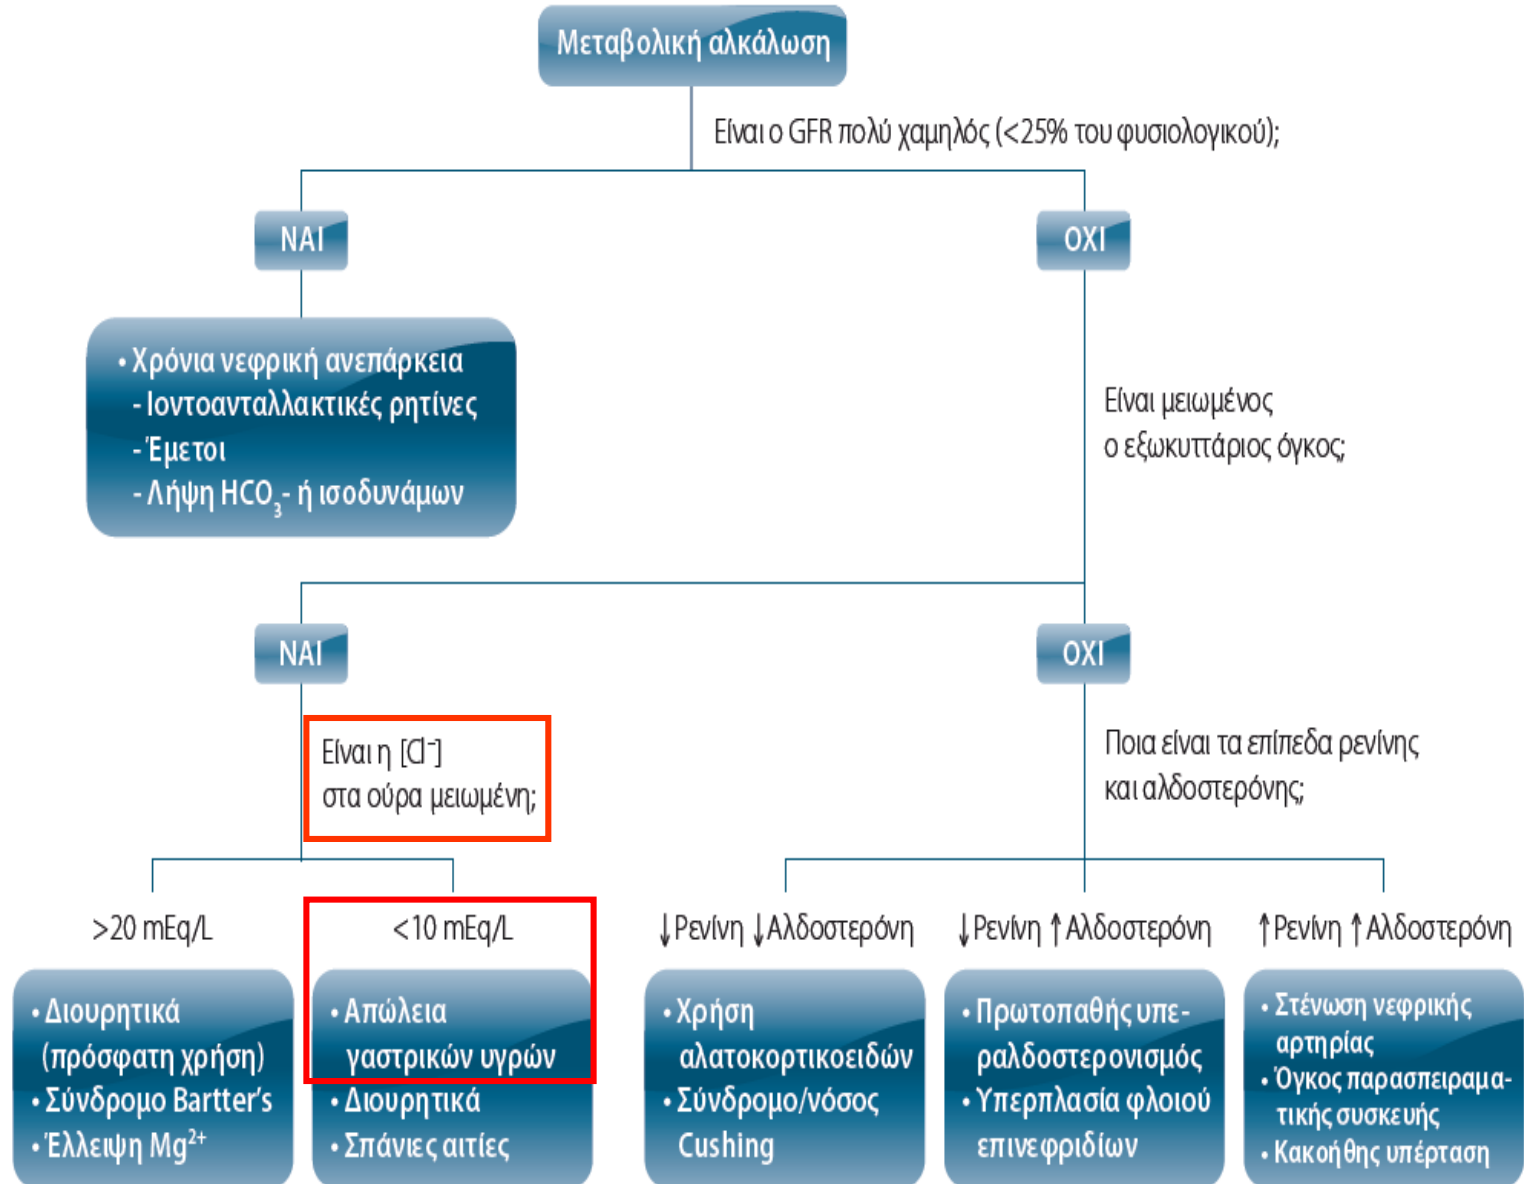 Μεταβολική αλκάλωση
Είναι ο GFR πολύ χαμηλός (<25% του φυσιολογικού);
ΝΑΙ
ΟΧΙ
• Χρόνια νεφρική ανεπάρκεια
- Ιοντοανταλλακτικές ρητίνες
- Έμετοι
- Λήψη HCO₃- ή ισοδυνάμων
Είναι μειωμένος
ο εξωκυττάριος όγκος;
ΝΑΙ
ΟΧΙ
Είναι η [Cl⁻]
στα ούρα μειωμένη;
Ποια είναι τα επίπεδα ρενίνης
και αλδοστερόνης;
>20 mEq/L
• Διουρητικά
(πρόσφατη χρήση)
• Σύνδρομο Bartter's
• Έλλειψη Mg²⁺
<10 mEq/L
• Απώλεια
γαστρικών υγρών
• Διουρητικά
• Σπάνιες αιτίες
↓Ρενίνη ↓Αλδοστερόνη
• Χρήση
αλατοκορτικοειδών
• Σύνδρομο/νόσος
Cushing
↓Ρενίνη ↑Αλδοστερόνη
• Πρωτοπαθής υπε-
ραλδοστερονισμός
• Υπερπλασία φλοιού
επινεφριδίων
↑Ρενίνη ↑Αλδοστερόνη
• Στένωση νεφρικής
αρτηρίας
• Όγκος παρασπειραμα-
τικής συσκευής
• Κακοήθης υπέρταση